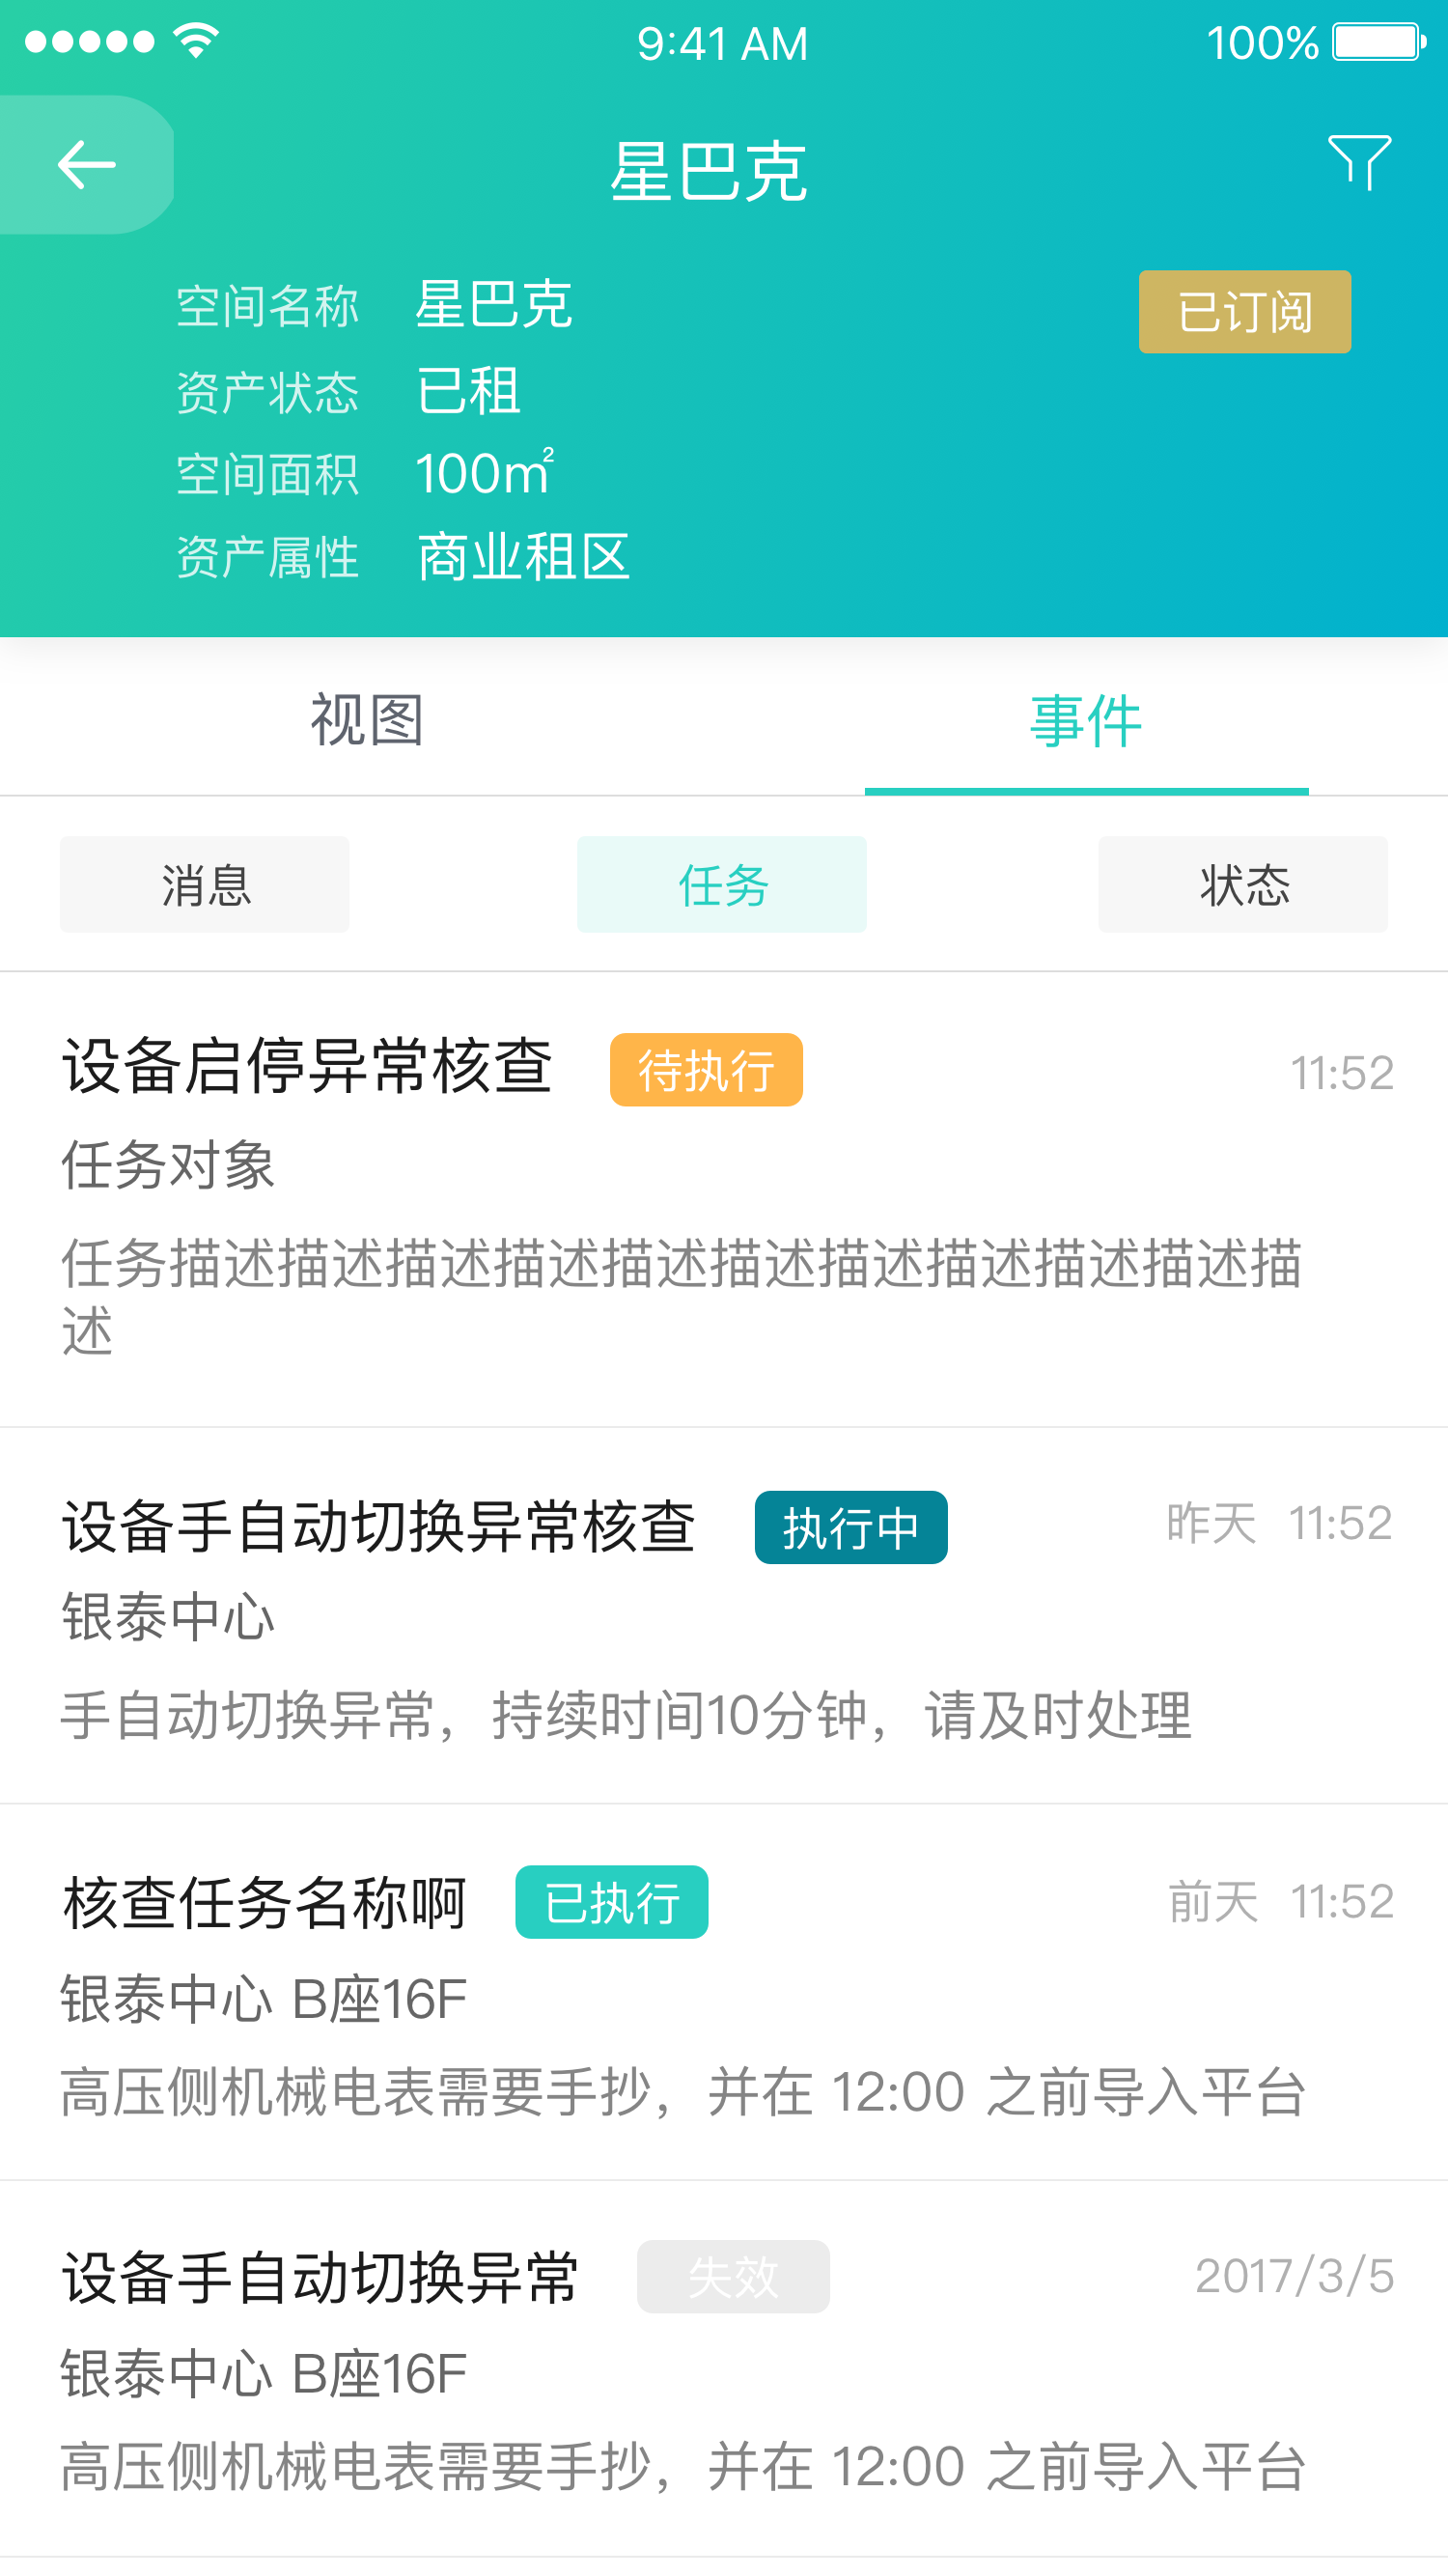 9:41 AM 100%
星巴克
空间名称 星巴克 已订阅
资产状态 已租
空间面积 100㎡
资产属性 商业租区
视图 事件
消息 任务 状态
设备启停异常核查 待执行 11:52
任务对象
任务描述描述描述描述描述描述描述描述描述描述描
述
设备手自动切换异常核查 执行中 昨天 11:52
银泰中心
手自动切换异常，持续时间10分钟，请及时处理
核查任务名称啊 已执行 前天 11:52
银泰中心 B座16F
高压侧机械电表需要手抄，并在 12:00 之前导入平台
设备手自动切换异常 失效 2017/3/5
银泰中心 B座16F
高压侧机械电表需要手抄，并在 12:00 之前导入平台